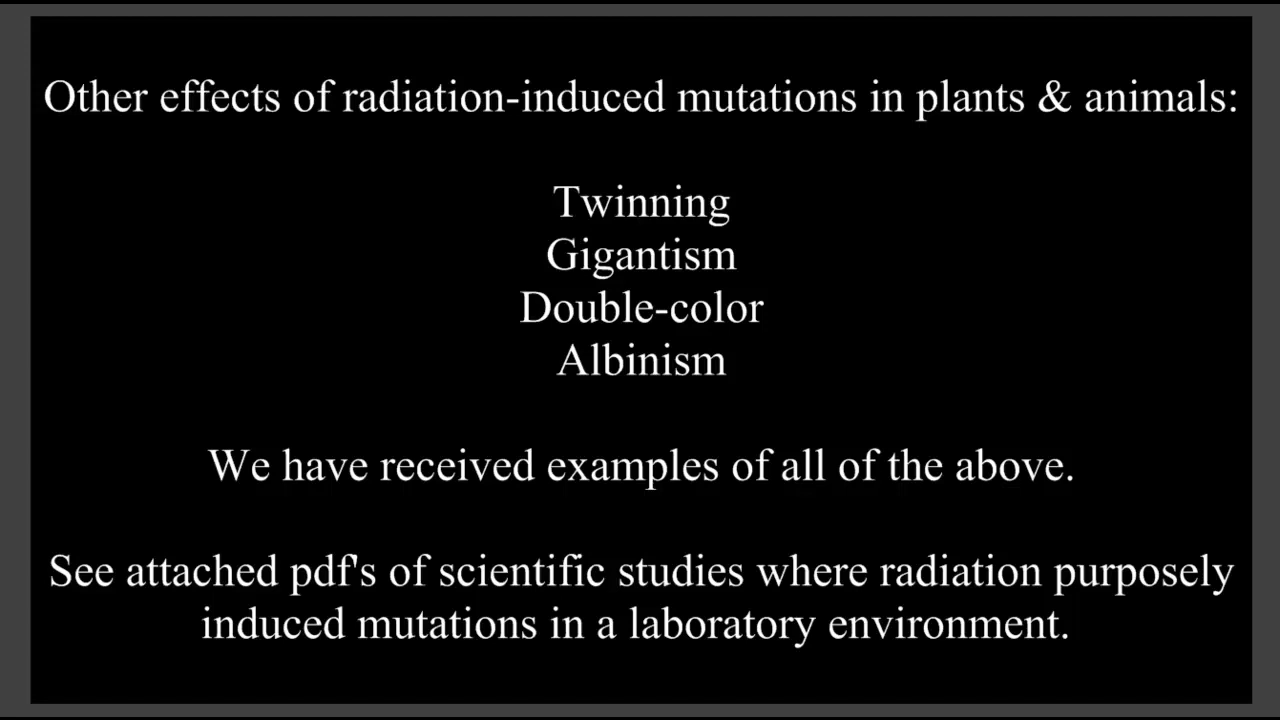 Other effects of radiation-induced mutations in plants & animals:
Twinning
Gigantism
Double-color
Albinism
We have received examples of all of the above.
See attached pdf's of scientific studies where radiation purposely
induced mutations in a laboratory environment.